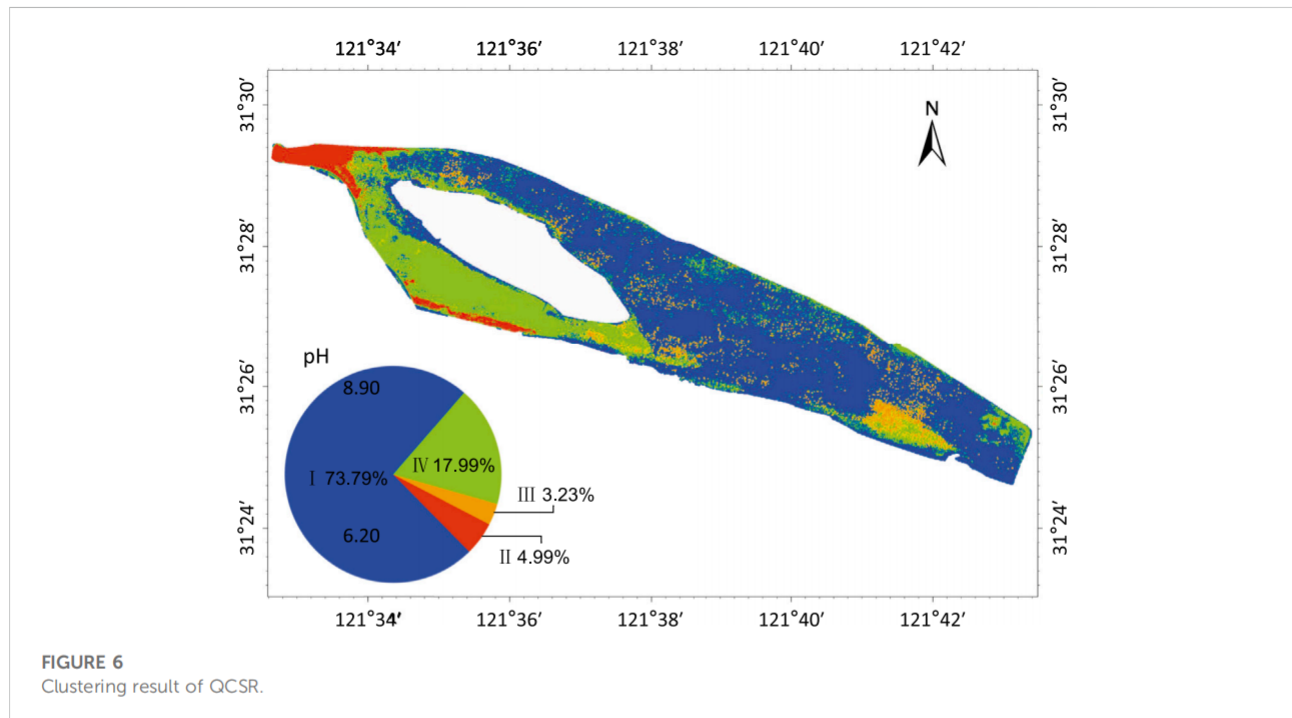 121°34′ 121°36′ 121°38′ 121°40′ 121°42′
31°30′ 31°30′
N
31°28′ 31°28′
31°26′ 31°26′
pH
8.90
Ⅰ 73.79% Ⅳ 17.99%
Ⅲ 3.23%
6.20
Ⅱ 4.99%
31°24′ 31°24′
121°34′ 121°36′ 121°38′ 121°40′ 121°42′
FIGURE 6
Clustering result of QCSR.